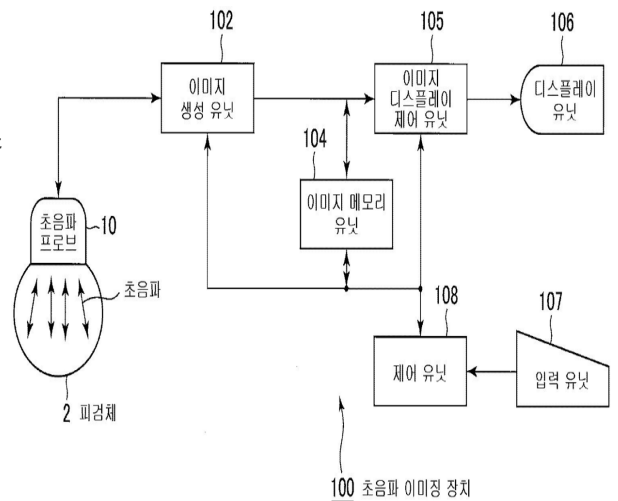 102
이미지
생성 유닛
105
이미지
디스플레이
제어 유닛
106
디스플레이
유닛
104
이미지 메모리
유닛
초음파
프로브
10
초음파
2 피검체
108
제어 유닛
107
입력 유닛
100 초음파 이미징 장치